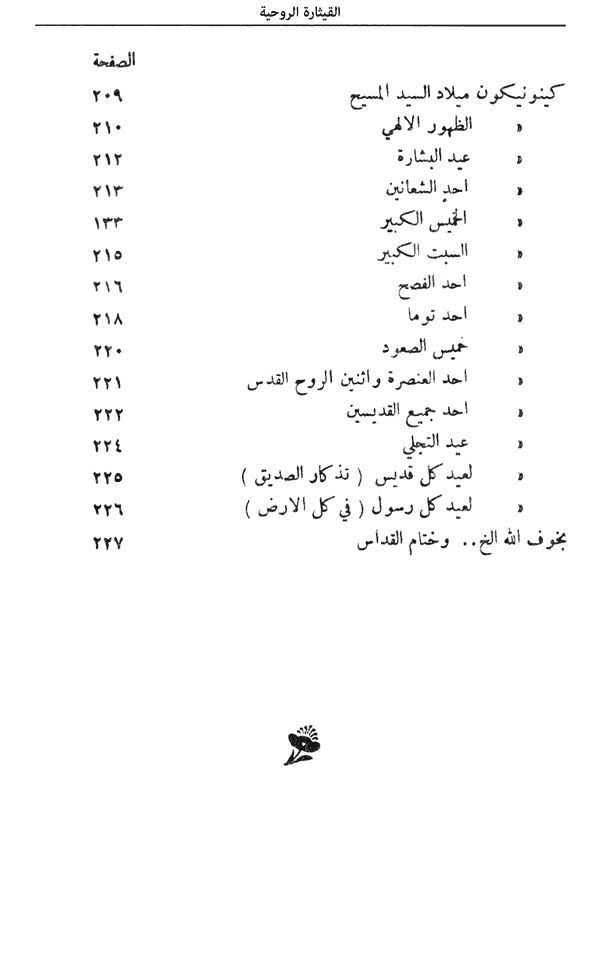 القيثارة الروحية
الصفحة
كينونيكون ميلاد السيد المسيح ٢٠٩
» الظهور الالهي ٢١٠
» عيد البشارة ٢١٢
» احد الشعانين ٢١٣
» الخميس الكبير ١٣٣
» السبت الكبير ٢١٥
» احد الفصح ٢١٦
» احد توما ٢١٨
» خميس الصعود ٢٢٠
» احد العنصرة واثنين الروح القدس ٢٢١
» احد جميع القديسين ٢٢٢
» عيد التجلي ٢٢٤
» لعيد كل قديس ( تذكار الصديق ) ٢٢٥
» لعيد كل رسول ( في كل الارض ) ٢٢٦
بخوف الله الخ.. وختام القداس ٢٢٧